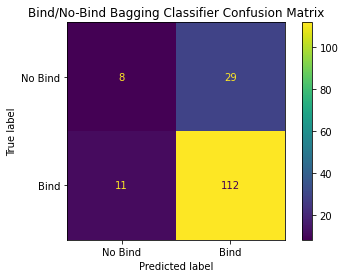 Bind/No-Bind Bagging Classifier Confusion Matrix
No Bind
8
29
Bind
11
112
True label
No Bind
Bind
Predicted label
100
80
60
40
20